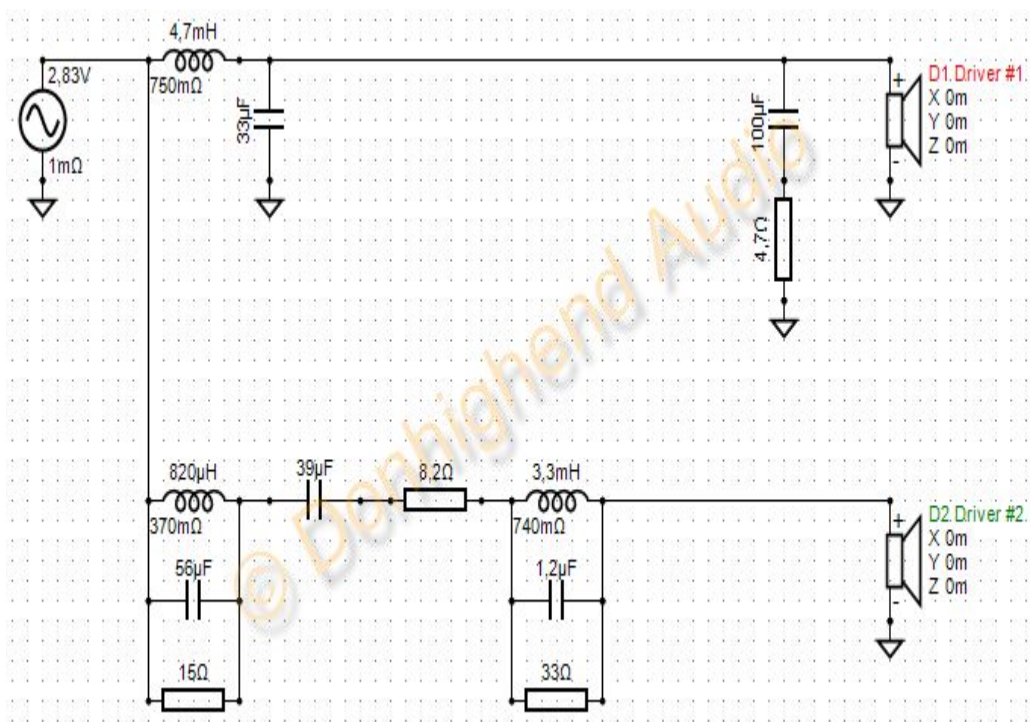 4,7mH
2,83V
750mΩ
1mΩ
33µF
100µF
4,7Ω
D1.Driver #1
X 0m
Y 0m
Z 0m
+
-
© Donhighend Audio
820µH
39µF
8,2Ω
3,3mH
370mΩ
740mΩ
56µF
1,2µF
15Ω
33Ω
D2.Driver #2
X 0m
Y 0m
Z 0m
+
-